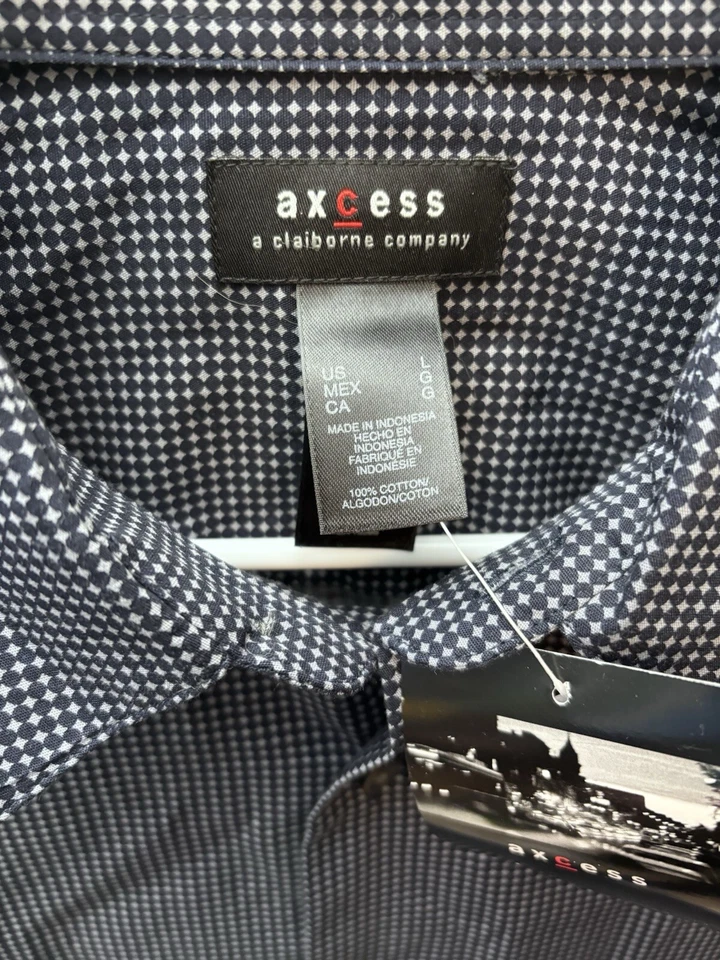 axcess
a claiborne company
US L
MEX G
CA G
MADE IN INDONESIA
HECHO EN
INDONESIA
FABRIQUÉ EN
INDONÉSIE
100% COTTON/
ALGODON/COTON
axcess